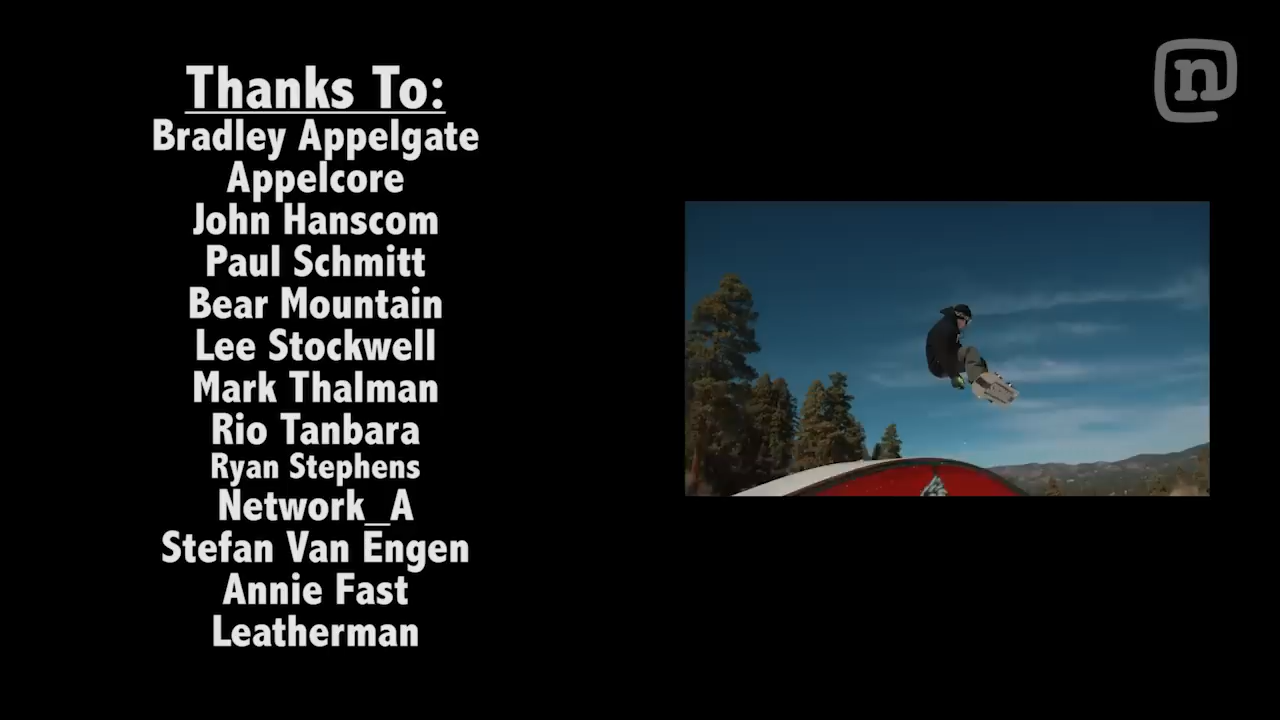 Thanks To:
Bradley Appelgate
Appelcore
John Hanscom
Paul Schmitt
Bear Mountain
Lee Stockwell
Mark Thalman
Rio Tanbara
Ryan Stephens
Network_A
Stefan Van Engen
Annie Fast
Leatherman
n